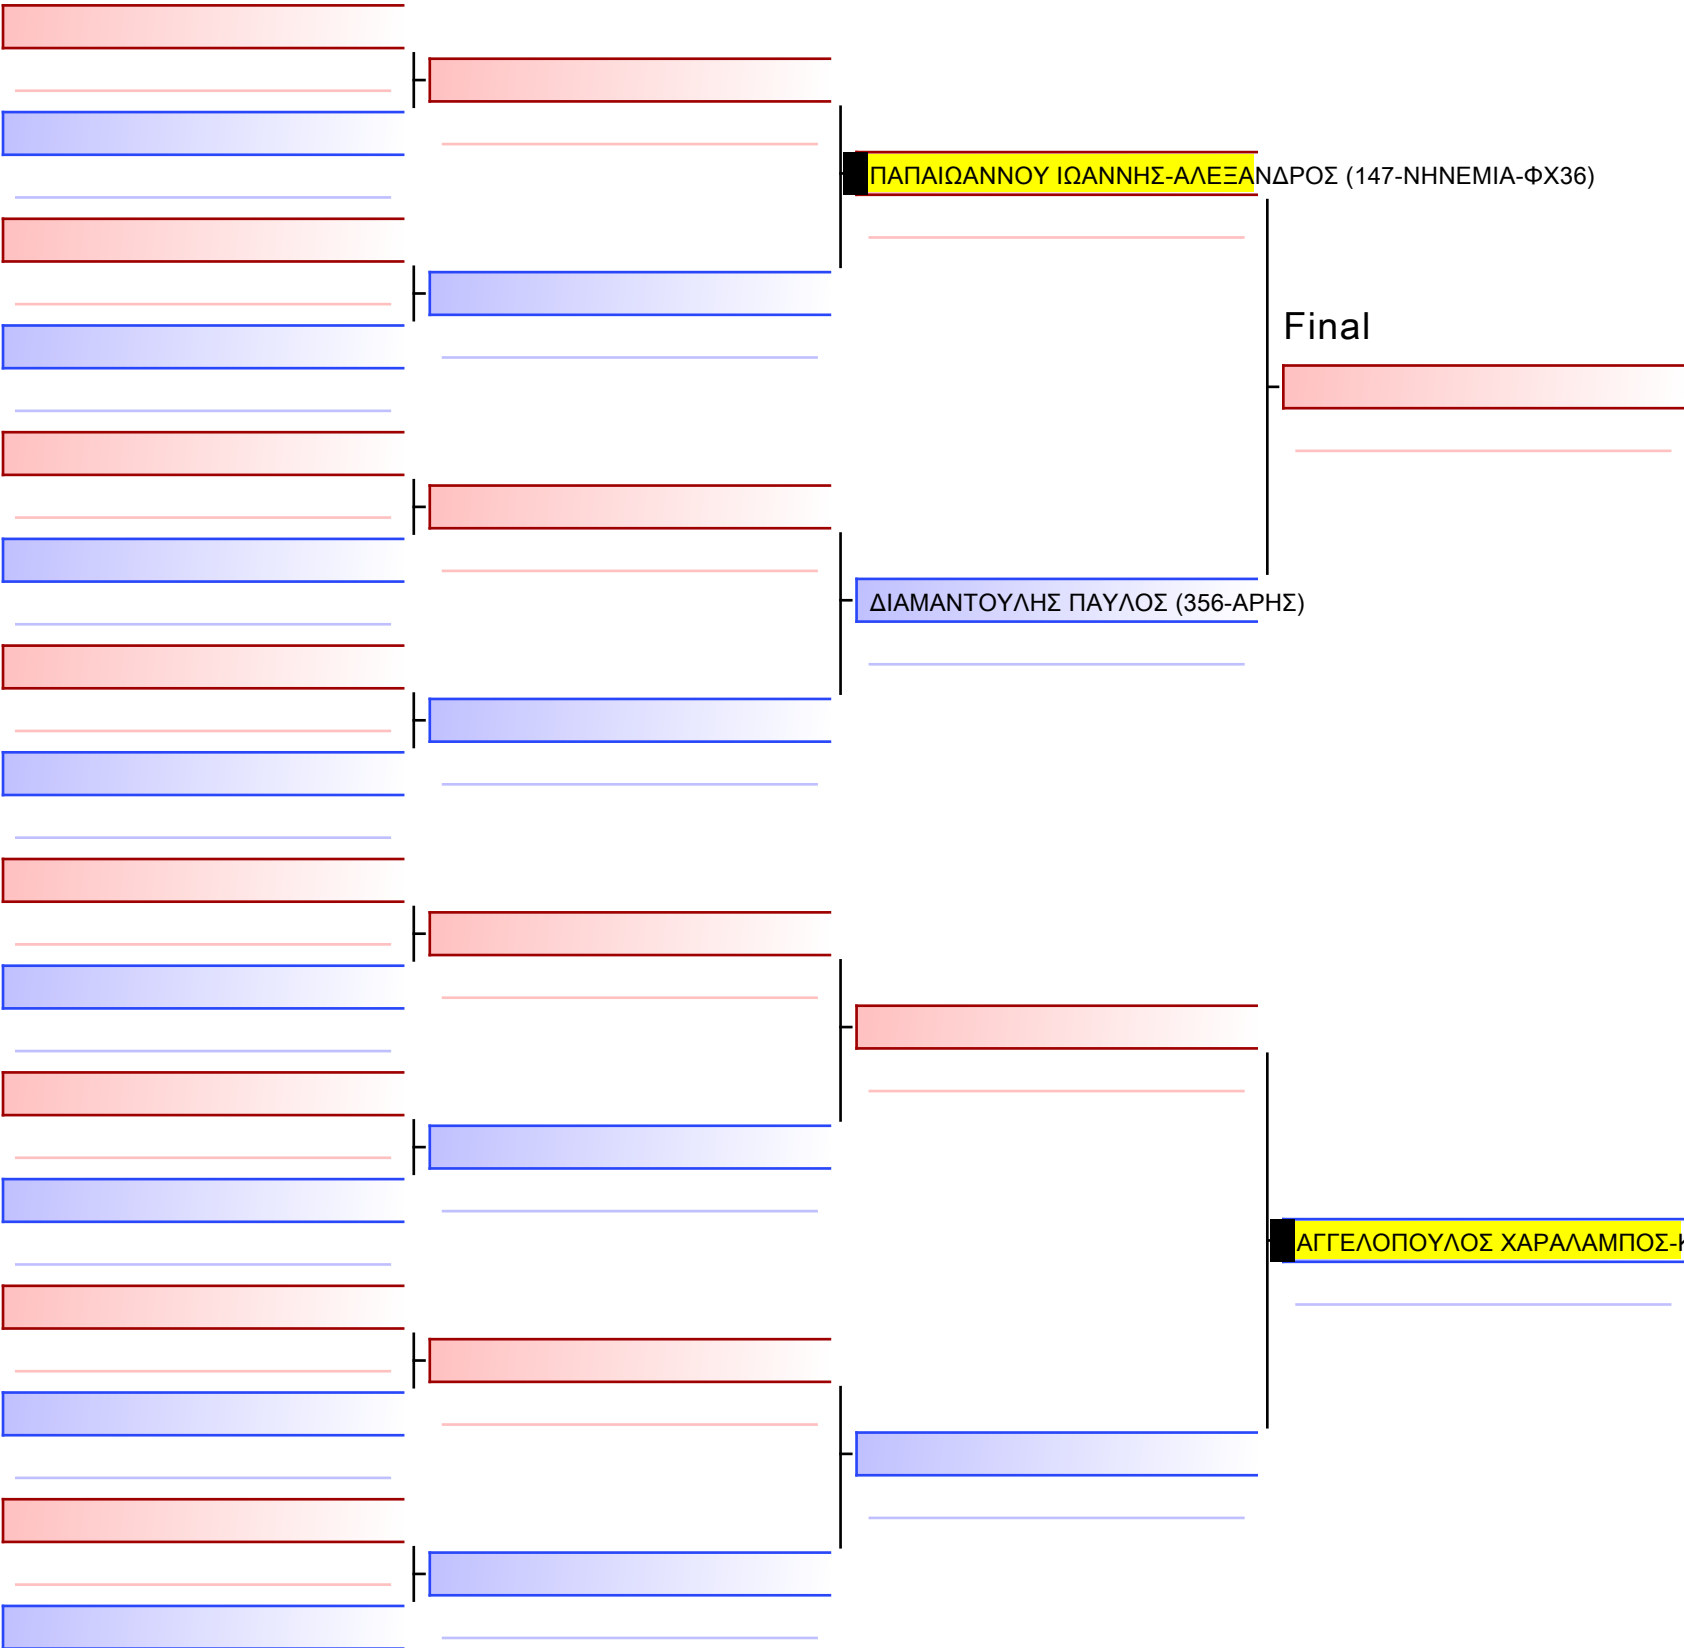 ΠΑΠΑΙΩΑΝΝΟΥ ΙΩΑΝΝΗΣ-ΑΛΕΞΑΝΔΡΟΣ (147-ΝΗΝΕΜΙΑ-ΦΧ36)
Final
ΔΙΑΜΑΝΤΟΥΛΗΣ ΠΑΥΛΟΣ (356-ΑΡΗΣ)
ΑΓΓΕΛΟΠΟΥΛΟΣ ΧΑΡΑΛΑΜΠΟΣ-Κ